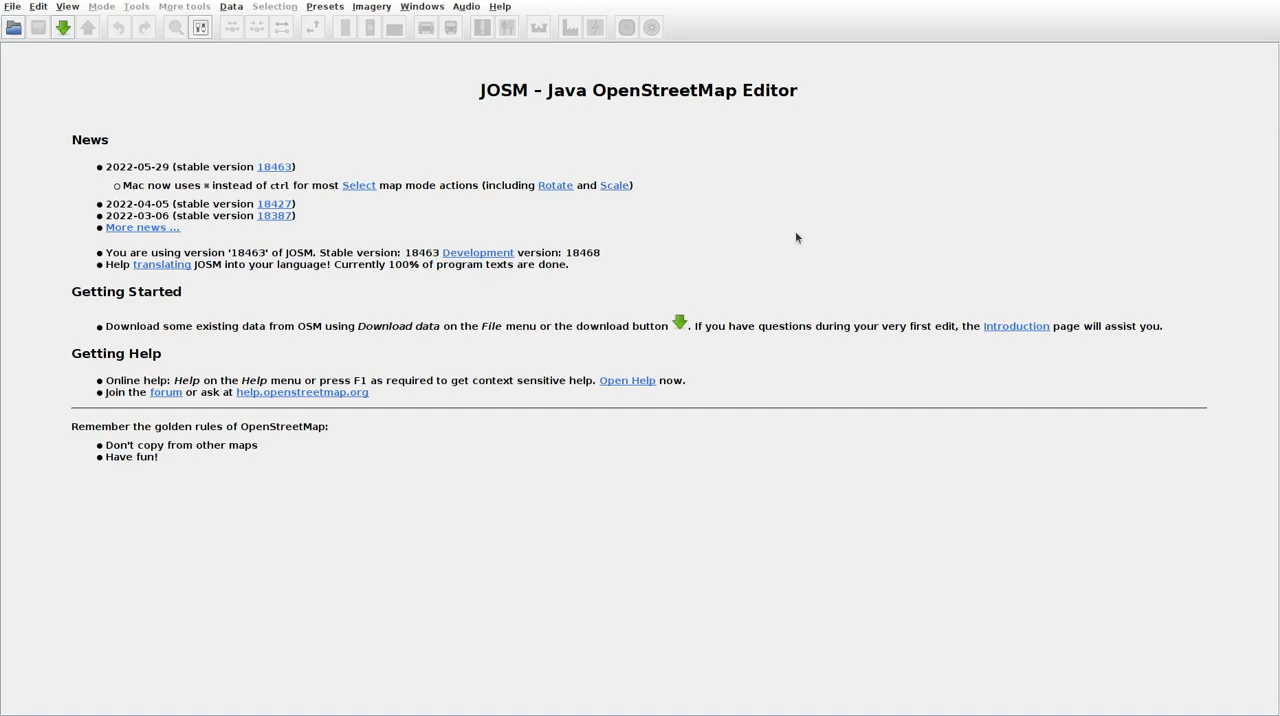 File Edit View Mode Tools More tools Data Selection Presets Imagery Windows Audio Help
JOSM – Java OpenStreetMap Editor
News
2022-05-29 (stable version 18463)
Mac now uses ⌘ instead of ctrl for most Select map mode actions (including Rotate and Scale)
2022-04-05 (stable version 18427)
2022-03-06 (stable version 18387)
More news ...
You are using version '18463' of JOSM. Stable version: 18463 Development version: 18468
Help translating JOSM into your language! Currently 100% of program texts are done.
Getting Started
Download some existing data from OSM using Download data on the File menu or the download button . If you have questions during your very first edit, the Introduction page will assist you.
Getting Help
Online help: Help on the Help menu or press F1 as required to get context sensitive help. Open Help now.
Join the forum or ask at help.openstreetmap.org
Remember the golden rules of OpenStreetMap:
Don't copy from other maps
Have fun!